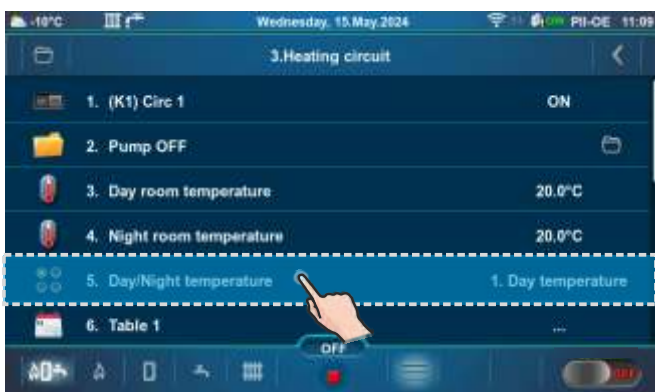 -10°C Wednesday, 15.May.2024 PII-OE 11:09
3.Heating circuit
1. (K1) Circ 1 ON
2. Pump OFF
3. Day room temperature 20.0°C
4. Night room temperature 20.0°C
5. Day/Night temperature 1. Day temperature
6. Table 1 ...
OFF
OFF